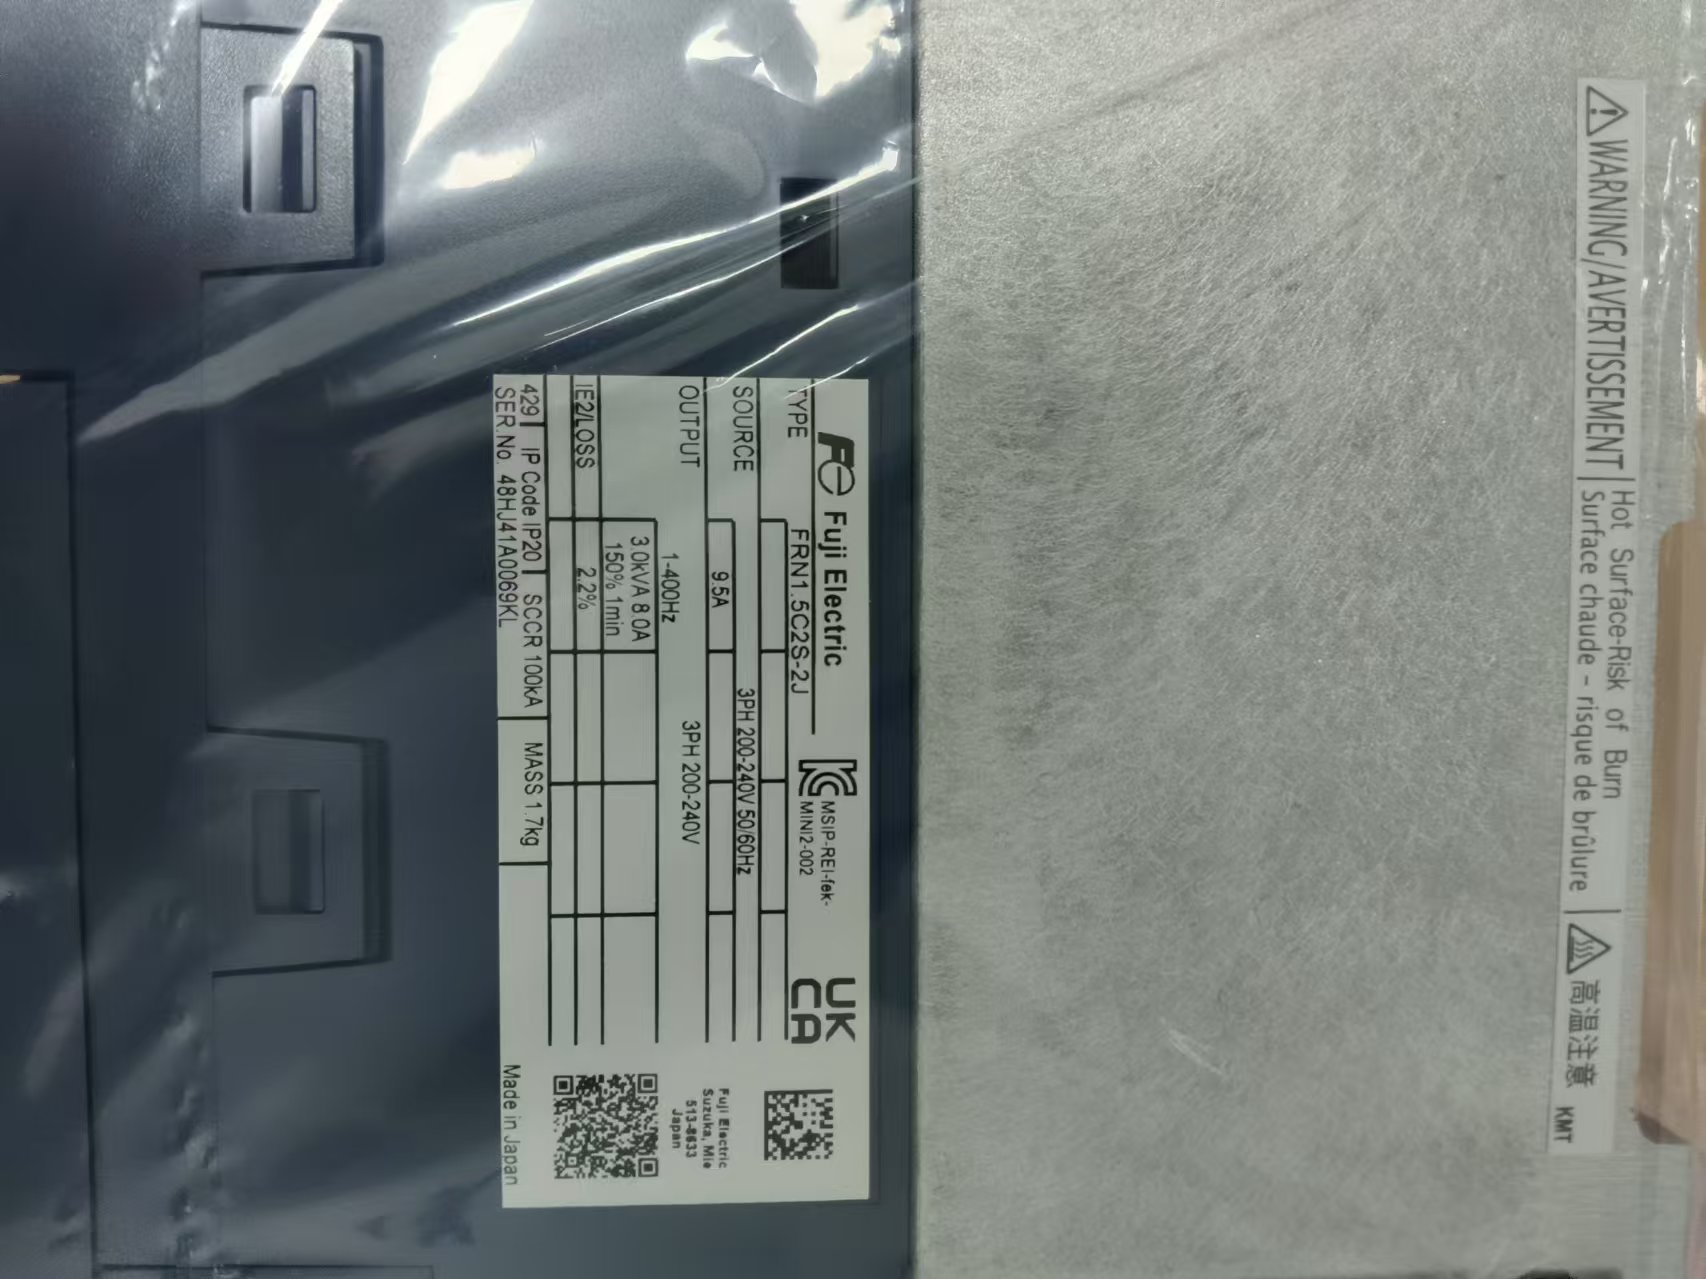 Fe Fuji Electric
MSIP-REI-fek-
MINI2-002
UK
CA
TYPE FRN1.5C2S-2J
SOURCE 3PH 200-240V 50/60Hz
9.5A
OUTPUT 3PH 200-240V
1-400Hz
3.0kVA 8.0A
150% 1min
IE2/LOSS 2.2%
429 IP Code IP20 SCCR 100kA MASS 1.7kg
SER.No. 48HJ41A0069KL
Fuji Electric
Suzuka, Mie
513-8633
Japan
Made in Japan
WARNING/AVERTISSEMENT
Hot Surface-Risk of Burn
Surface chaude - risque de brûlure
高温注意 KMT